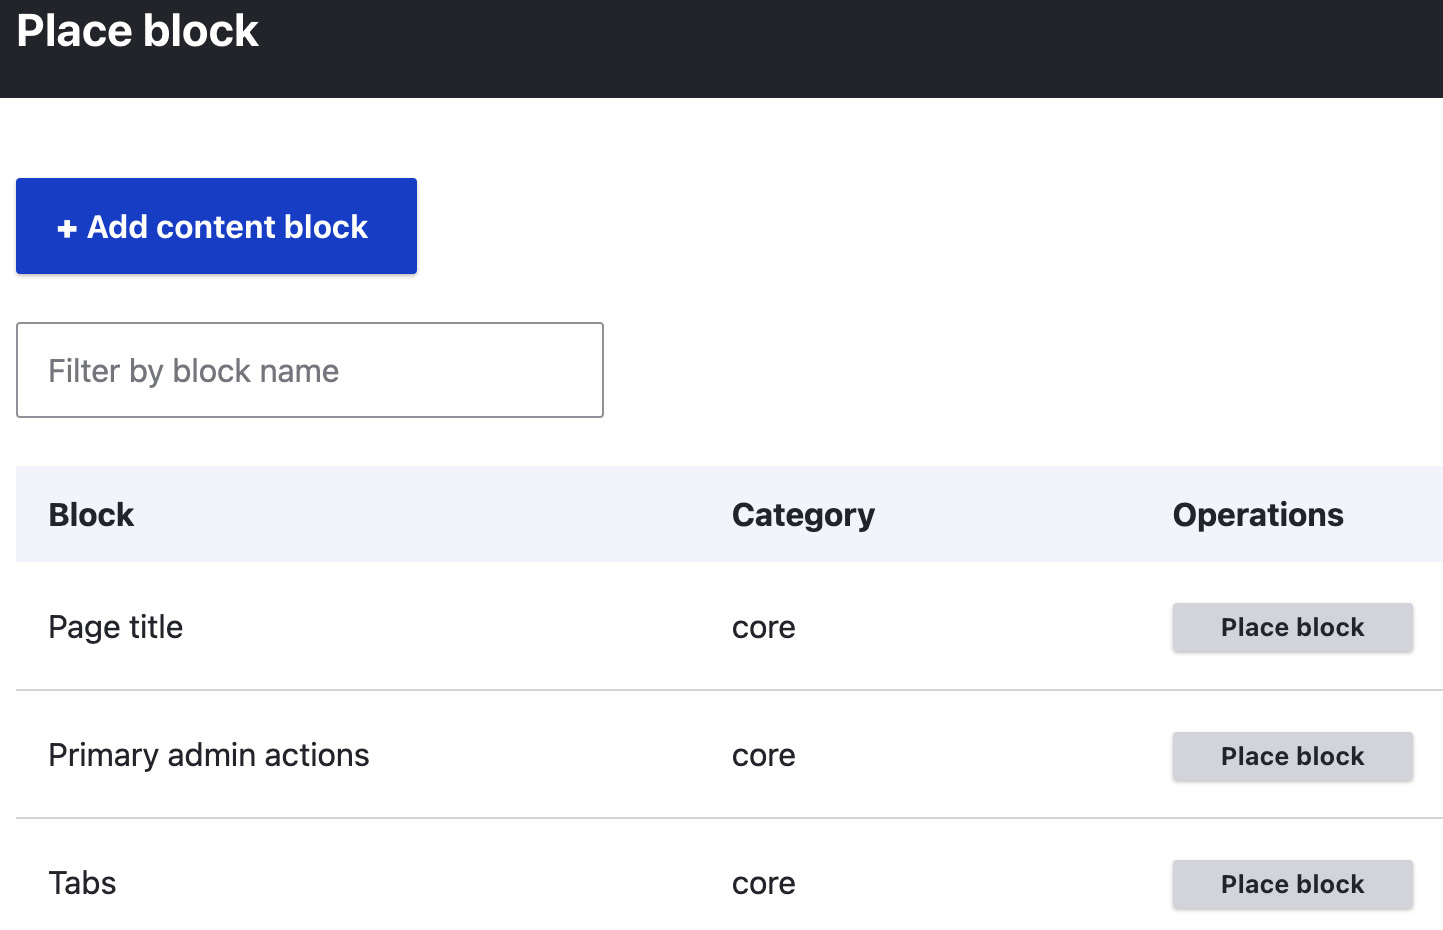 Place block
+ Add content block
Filter by block name
Block Category Operations
Page title core Place block
Primary admin actions core Place block
Tabs core Place block